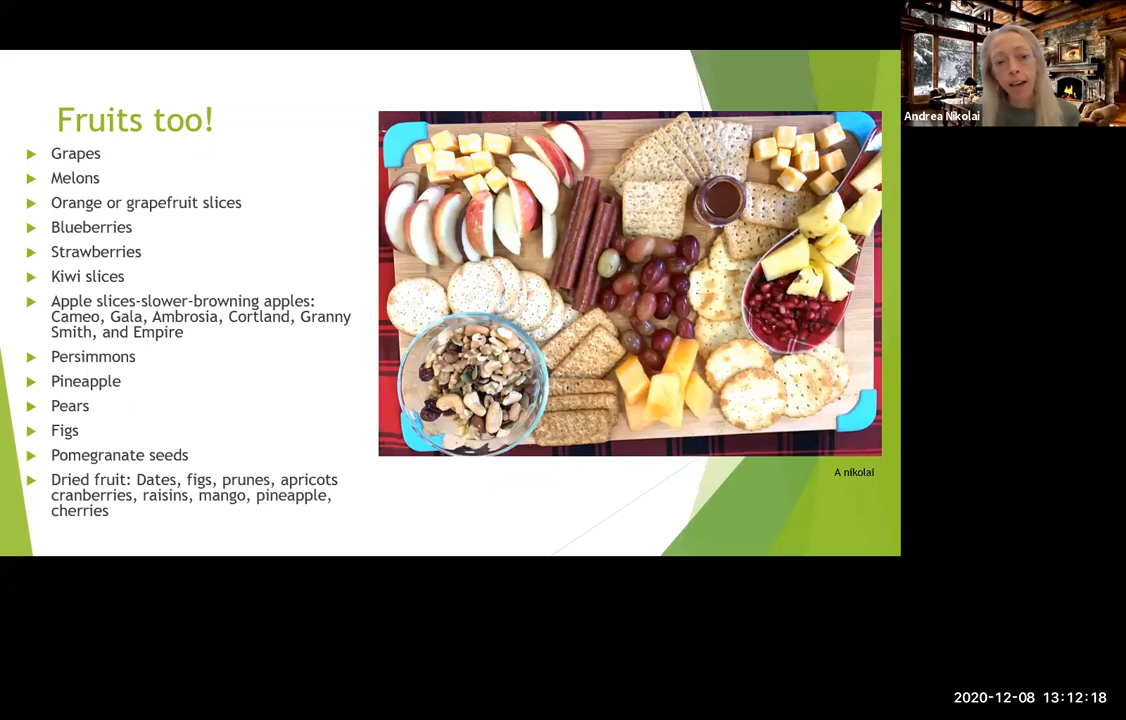 Fruits too!
Grapes
Melons
Orange or grapefruit slices
Blueberries
Strawberries
Kiwi slices
Apple slices-slower-browning apples:
Cameo, Gala, Ambrosia, Cortland, Granny
Smith, and Empire
Persimmons
Pineapple
Pears
Figs
Pomegranate seeds
Dried fruit: Dates, figs, prunes, apricots
cranberries, raisins, mango, pineapple,
cherries
A nikolai
Andrea Nikolai
2020-12-08 13:12:18